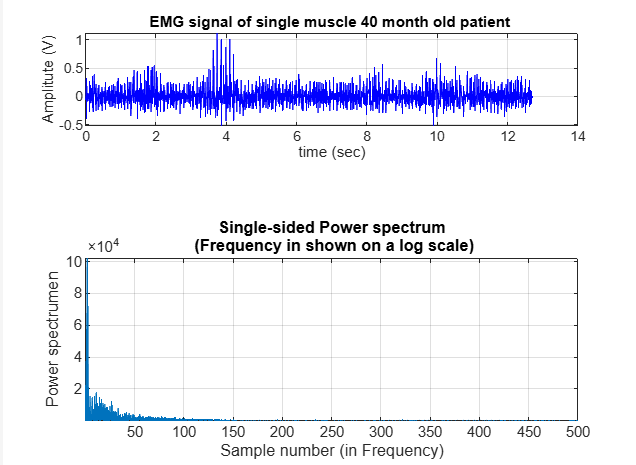 EMG signal of single muscle 40 month old patient
Amplitude (V)
1
0.5
0
-0.5
0 2 4 6 8 10 12 14
time (sec)
Single-sided Power spectrum
(Frequency in shown on a log scale)
×10⁴
Power spectrumen
10
8
6
4
2
50 100 150 200 250 300 350 400 450 500
Sample number (in Frequency)